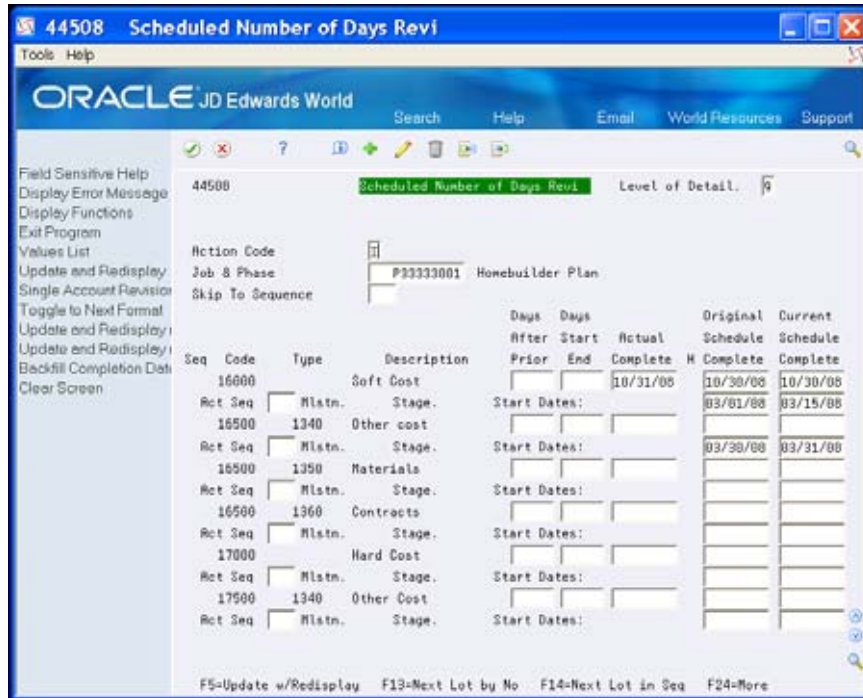 44508 Scheduled Number of Days Revi
Tools Help
ORACLE JD Edwards World
Search Help Email World Resources Support
Field Sensitive Help
Display Error Message
Display Functions
Exit Program
Values List
Update and Redisplay
Single Account Revision
Toggle to Next Format
Update and Redisplay
Update and Redisplay
Backfill Completion Date
Clear Screen
44508 Scheduled Number of Days Revi Level of Detail. 9
Action Code I
Job & Phase P33333001 Homebuilder Plan
Skip To Sequence
Days Days Original Current
After Start Actual Schedule Schedule
Seq Code Type Description Prior End Complete H Complete Complete
16000 Soft Cost 10/31/08 10/30/08 10/30/08
Act Seq Mlstn. Stage. Start Dates: 03/01/08 03/15/08
16500 1340 Other cost
Act Seq Mlstn. Stage. Start Dates: 03/30/08 03/31/08
16500 1350 Materials
Act Seq Mlstn. Stage. Start Dates:
16500 1360 Contracts
Act Seq Mlstn. Stage. Start Dates:
17000 Hard Cost
Act Seq Mlstn. Stage. Start Dates:
17500 1340 Other Cost
Act Seq Mlstn. Stage. Start Dates:
F5=Update w/Redisplay F13=Next Lot by No F14=Next Lot in Seq F24=More